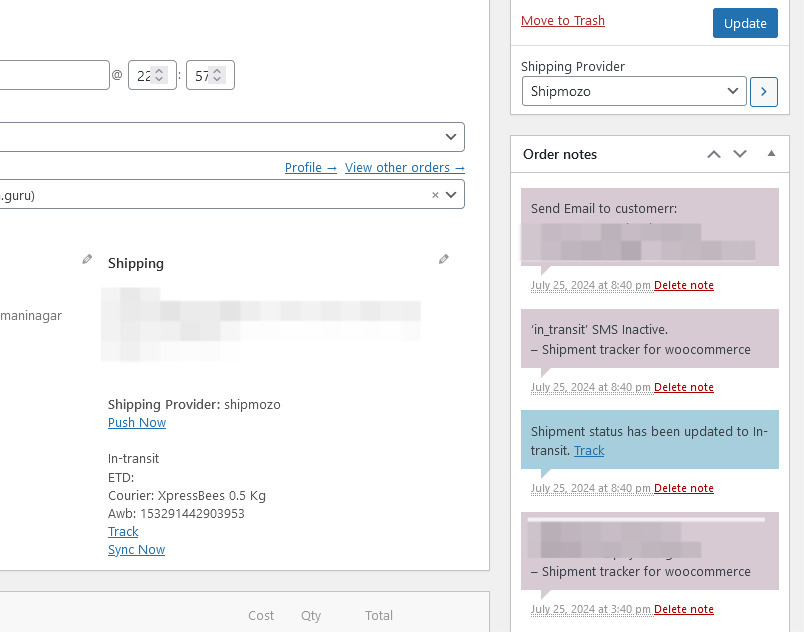 Move to Trash
Update
@ 22 : 57
Shipping Provider
Shipmozo
Profile → View other orders →
.guru)
×
Order notes
Shipping
maninagar
Shipping Provider: shipmozo
Push Now
In-transit
ETD:
Courier: XpressBees 0.5 Kg
Awb: 153291442903953
Track
Sync Now
Cost Qty Total
Send Email to customerr:
July 25, 2024 at 8:40 pm Delete note
'in_transit' SMS Inactive.
– Shipment tracker for woocommerce
July 25, 2024 at 8:40 pm Delete note
Shipment status has been updated to In-
transit. Track
July 25, 2024 at 8:40 pm Delete note
– Shipment tracker for woocommerce
July 25, 2024 at 3:40 pm Delete note